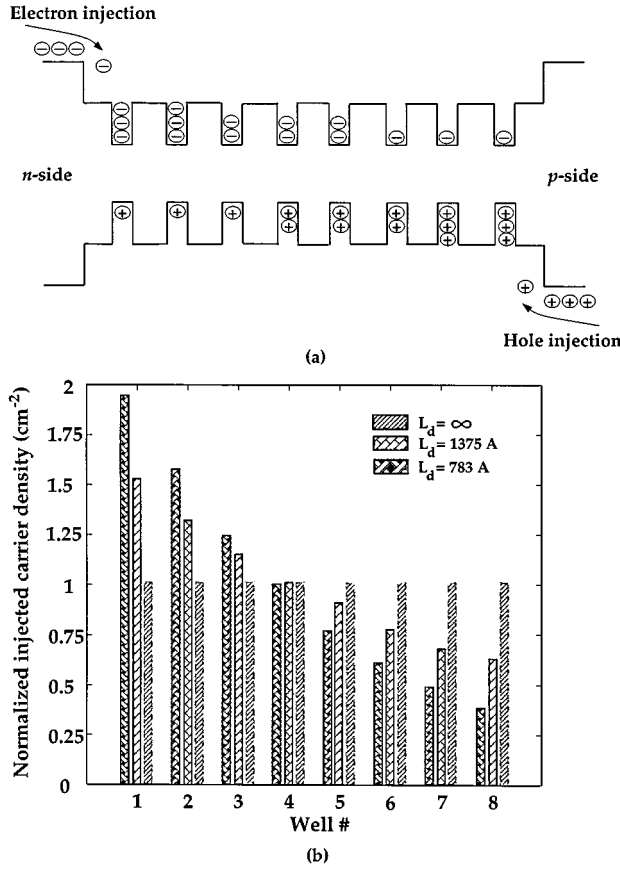 Electron injection
n-side
p-side
Hole injection
(a)
Normalized injected carrier density (cm-2)
2
1.75
1.5
1.25
1
0.75
0.5
0.25
0
Ld= ∞
Ld= 1375 A
Ld= 783 A
1 2 3 4 5 6 7 8
Well #
(b)